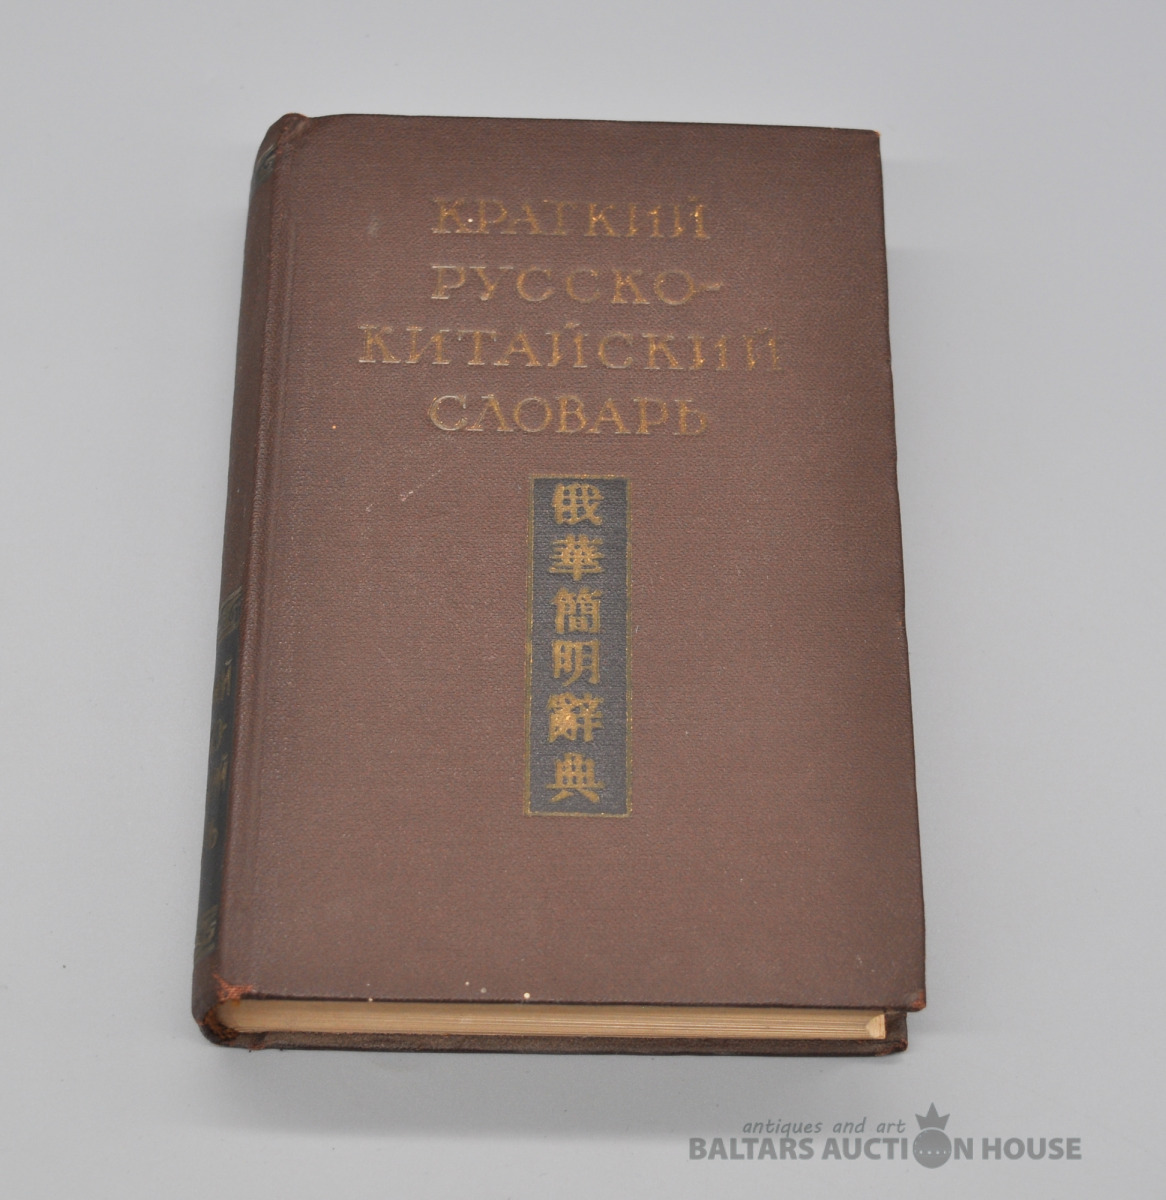 КРАТКИЙ
РУССКО-
КИТАЙСКИЙ
СЛОВАРЬ
俄華簡明辭典
antiques and art
BALTARS AUCTION HOUSE